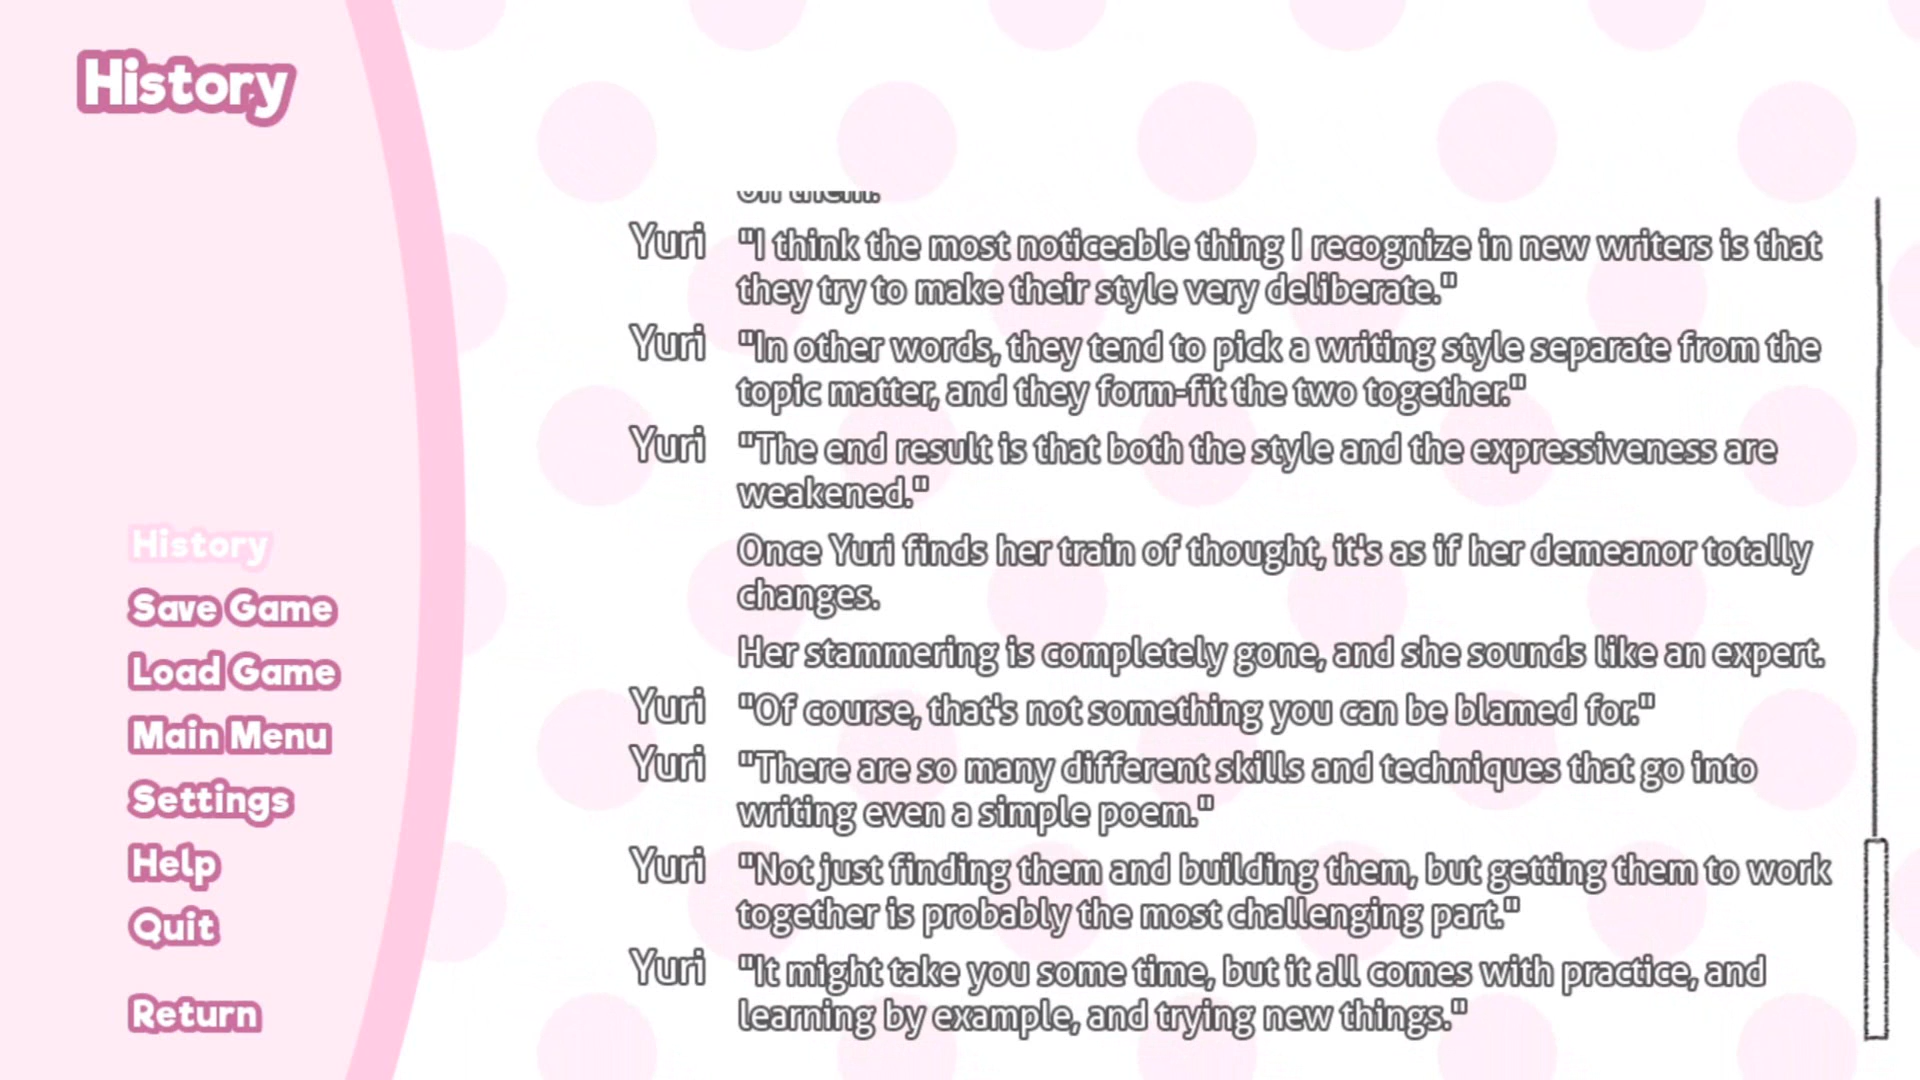 History
on them.
Yuri "I think the most noticeable thing I recognize in new writers is that
they try to make their style very deliberate."
Yuri "In other words, they tend to pick a writing style separate from the
topic matter, and they form-fit the two together."
Yuri "The end result is that both the style and the expressiveness are
weakened."
Once Yuri finds her train of thought, it's as if her demeanor totally
changes.
Her stammering is completely gone, and she sounds like an expert.
Yuri "Of course, that's not something you can be blamed for."
Yuri "There are so many different skills and techniques that go into
writing even a simple poem."
Yuri "Not just finding them and building them, but getting them to work
together is probably the most challenging part."
Yuri "It might take you some time, but it all comes with practice, and
learning by example, and trying new things."
History
Save Game
Load Game
Main Menu
Settings
Help
Quit
Return